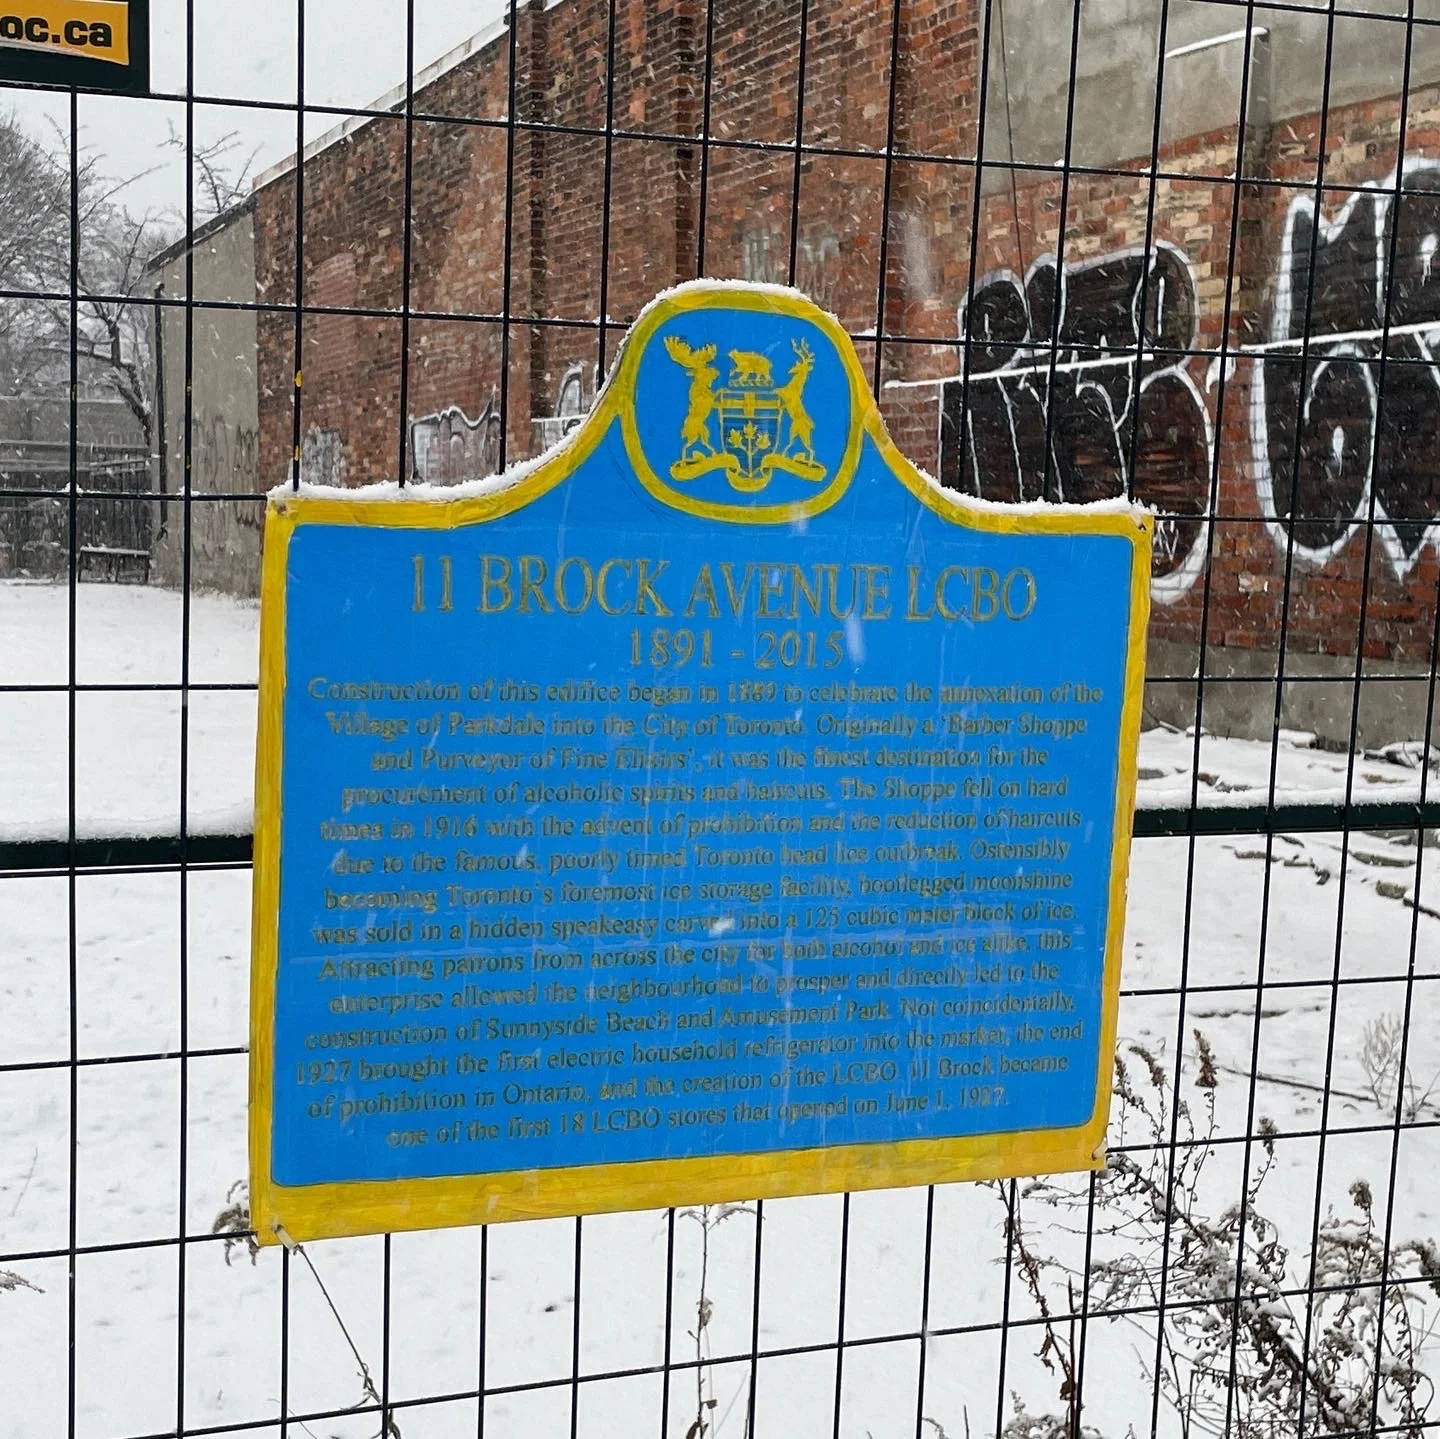 oc.ca
11 BROCK AVENUE LCBO
1891 - 2015
Construction of this edifice began in 1889 to celebrate the annexation of the
Village of Parkdale into the City of Toronto. Originally a 'Barber Shoppe
and Purveyor of Fine Elixirs', it was the finest destination for the
procurement of alcoholic spirits and haircuts. The Shoppe fell on hard
times in 1916 with the advent of prohibition and the reduction of haircuts
due to the famous, poorly timed Toronto head lice outbreak. Ostensibly
becoming Toronto's foremost ice storage facility, bootlegged moonshine
was sold in a hidden speakeasy carved into a 125 cubic meter block of ice.
Attracting patrons from across the city for both alcohol and ice alike, this
enterprise allowed the neighbourhood to prosper and directly led to the
construction of Sunnyside Beach and Amusement Park. Not coincidentally,
1927 brought the first electric household refrigerator into the market, the end
of prohibition in Ontario, and the creation of the LCBO. 11 Brock became
one of the first 18 LCBO stores that opened on June 1, 1927.